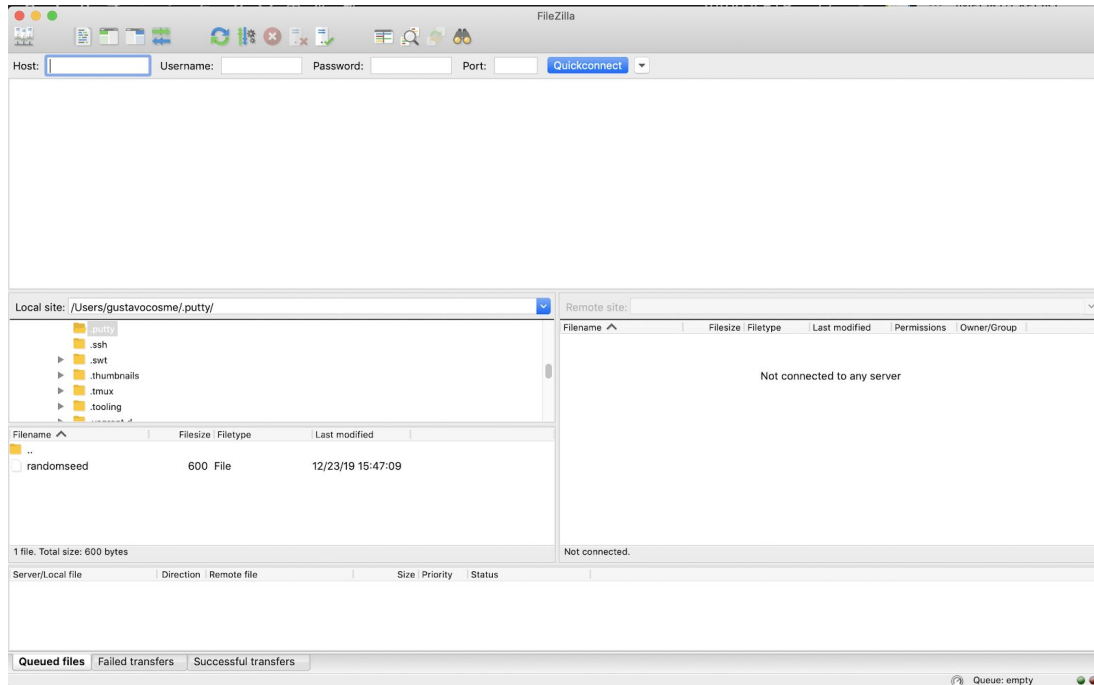 FileZilla
Host: Username: Password: Port: Quickconnect
Local site: /Users/gustavocosme/.putty/
.putty
.ssh
.swt
.thumbnails
.tmux
.tooling
Filename Filesize Filetype Last modified
..
randomseed 600 File 12/23/19 15:47:09
1 file. Total size: 600 bytes
Remote site:
Filename Filesize Filetype Last modified Permissions Owner/Group
Not connected to any server
Not connected.
Server/Local file Direction Remote file Size Priority Status
Queued files Failed transfers Successful transfers
Queue: empty